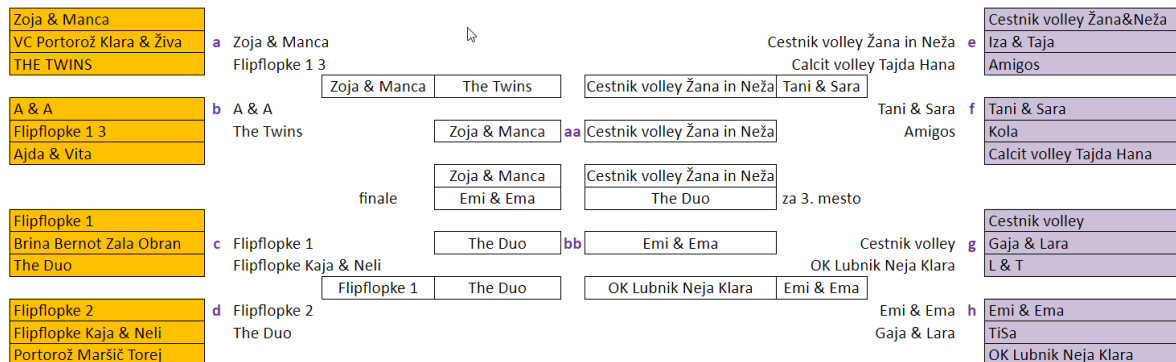 Zoja & Manca Cestnik volley Žana&Neža
VC Portorož Klara & Živa a Zoja & Manca Cestnik volley Žana in Neža e Iza & Taja
THE TWINS Flipflopke 1 3 Calcit volley Tajda Hana Amigos
Zoja & Manca The Twins Cestnik volley Žana in Neža Tani & Sara
A & A b A & A Tani & Sara f Tani & Sara
Flipflopke 1 3 The Twins Zoja & Manca aa Cestnik volley Žana in Neža Amigos Kola
Ajda & Vita Calcit volley Tajda Hana
Zoja & Manca Cestnik volley Žana in Neža
finale Emi & Ema The Duo za 3. mesto
Flipflopke 1 Cestnik volley
Brina Bernot Zala Obran c Flipflopke 1 The Duo bb Emi & Ema Cestnik volley g Gaja & Lara
The Duo Flipflopke Kaja & Neli OK Lubnik Neja Klara L & T
Flipflopke 1 The Duo OK Lubnik Neja Klara Emi & Ema
Flipflopke 2 d Flipflopke 2 Emi & Ema h Emi & Ema
Flipflopke Kaja & Neli The Duo Gaja & Lara TiSa
Portorož Maršič Torej OK Lubnik Neja Klara